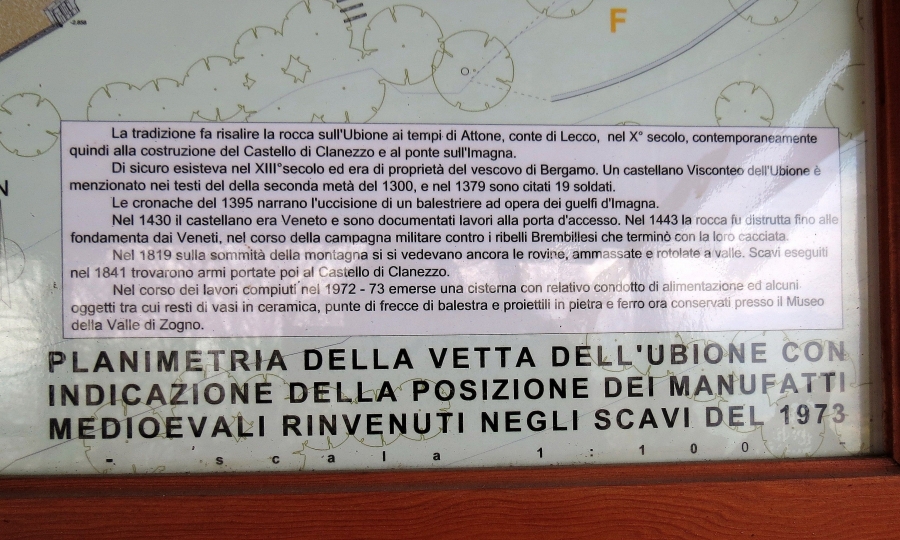 -2.858
F
N
La tradizione fa risalire la rocca sull'Ubione ai tempi di Attone, conte di Lecco, nel X° secolo, contemporaneamente
quindi alla costruzione del Castello di Clanezzo e al ponte sull'Imagna.
Di sicuro esisteva nel XIII°secolo ed era di proprietà del vescovo di Bergamo. Un castellano Visconteo dell'Ubione è
menzionato nei testi del della seconda metà del 1300, e nel 1379 sono citati 19 soldati.
Le cronache del 1395 narrano l'uccisione di un balestriere ad opera dei guelfi d'Imagna.
Nel 1430 il castellano era Veneto e sono documentati lavori alla porta d'accesso. Nel 1443 la rocca fu distrutta fino alle
fondamenta dai Veneti, nel corso della campagna militare contro i ribelli Brembillesi che terminò con la loro cacciata.
Nel 1819 sulla sommità della montagna si si vedevano ancora le rovine, ammassate e rotolate a valle. Scavi eseguiti
nel 1841 trovarono armi portate poi al Castello di Clanezzo.
Nel corso dei lavori compiuti nel 1972 - 73 emerse una cisterna con relativo condotto di alimentazione ed alcuni
oggetti tra cui resti di vasi in ceramica, punte di frecce di balestra e proiettili in pietra e ferro ora conservati presso il Museo
della Valle di Zogno.
PLANIMETRIA DELLA VETTA DELL'UBIONE CON
INDICAZIONE DELLA POSIZIONE DEI MANUFATTI
MEDIOEVALI RINVENUTI NEGLI SCAVI DEL 1973
- scala 1:100 -